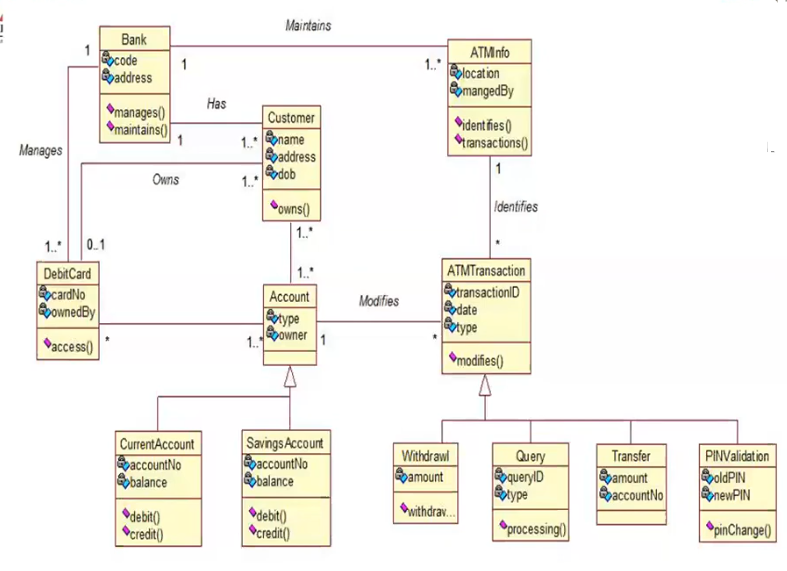 Maintains
Bank
code
address
manages()
maintains()
1
1
1..*
ATMInfo
location
mangedBy
identifies()
transactions()
Has
1
1..*
Customer
name
address
dob
owns()
Manages
Owns
1..*
1
Identifies
*
1..*
0..1
1..*
1..*
DebitCard
cardNo
ownedBy
access()
*
Account
type
owner
1..*
1
Modifies
*
ATMTransaction
transactionID
date
type
modifies()
CurrentAccount
accountNo
balance
debit()
credit()
SavingsAccount
accountNo
balance
debit()
credit()
Withdrawl
amount
withdraw...
Query
queryID
type
processing()
Transfer
amount
accountNo
PINValidation
oldPIN
newPIN
pinChange()